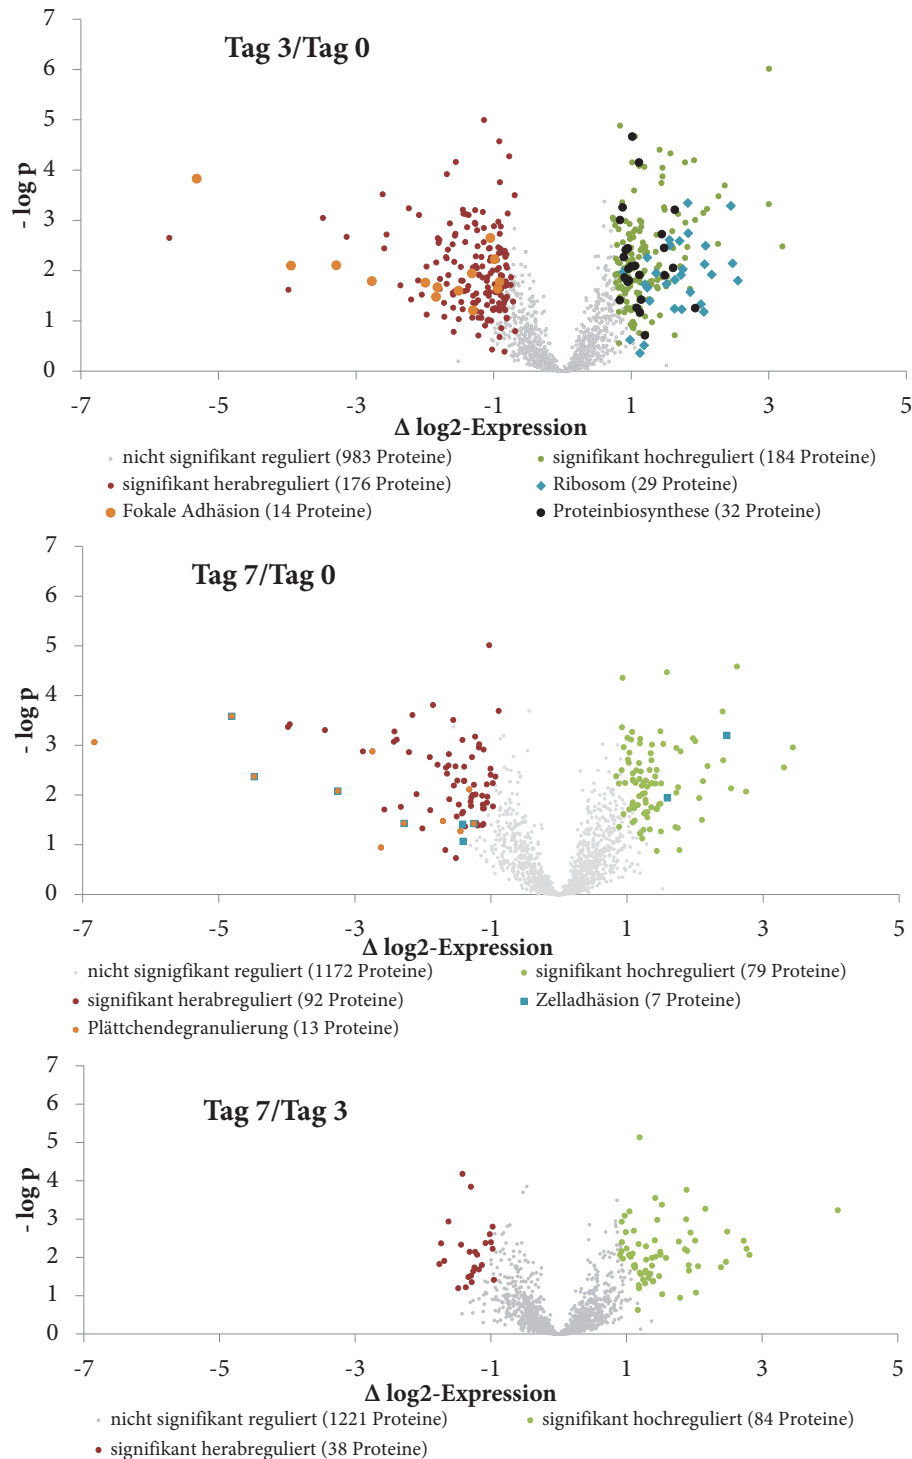 Tag 3/Tag 0
7
6
5
4
3
2
1
0
- log p
-7 -5 -3 -1 1 3 5
Δ log2-Expression
nicht signifikant reguliert (983 Proteine)
signifikant hochreguliert (184 Proteine)
signifikant herabreguliert (176 Proteine)
Ribosom (29 Proteine)
Fokale Adhäsion (14 Proteine)
Proteinbiosynthese (32 Proteine)
Tag 7/Tag 0
7
6
5
4
3
2
1
0
- log p
-7 -5 -3 -1 1 3 5
Δ log2-Expression
nicht signigfikant reguliert (1172 Proteine)
signifikant hochreguliert (79 Proteine)
signifikant herabreguliert (92 Proteine)
Zelladhäsion (7 Proteine)
Plättchendegranulierung (13 Proteine)
Tag 7/Tag 3
7
6
5
4
3
2
1
0
- log p
-7 -5 -3 -1 1 3 5
Δ log2-Expression
nicht signifikant reguliert (1221 Proteine)
signifikant hochreguliert (84 Proteine)
signifikant herabreguliert (38 Proteine)